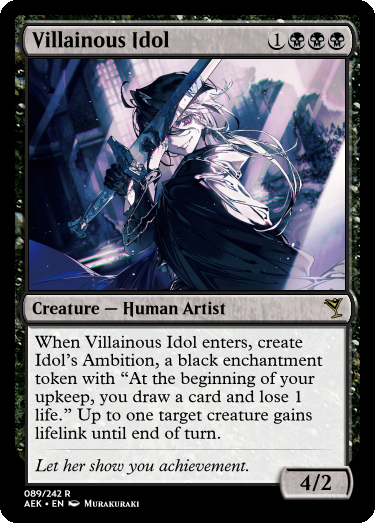 Villainous Idol 1
Creature — Human Artist
When Villainous Idol enters, create
Idol's Ambition, a black enchantment
token with “At the beginning of your
upkeep, you draw a card and lose 1
life.” Up to one target creature gains
lifelink until end of turn.
Let her show you achievement.
4/2
089/242 R
AEK • EN Murakuraki